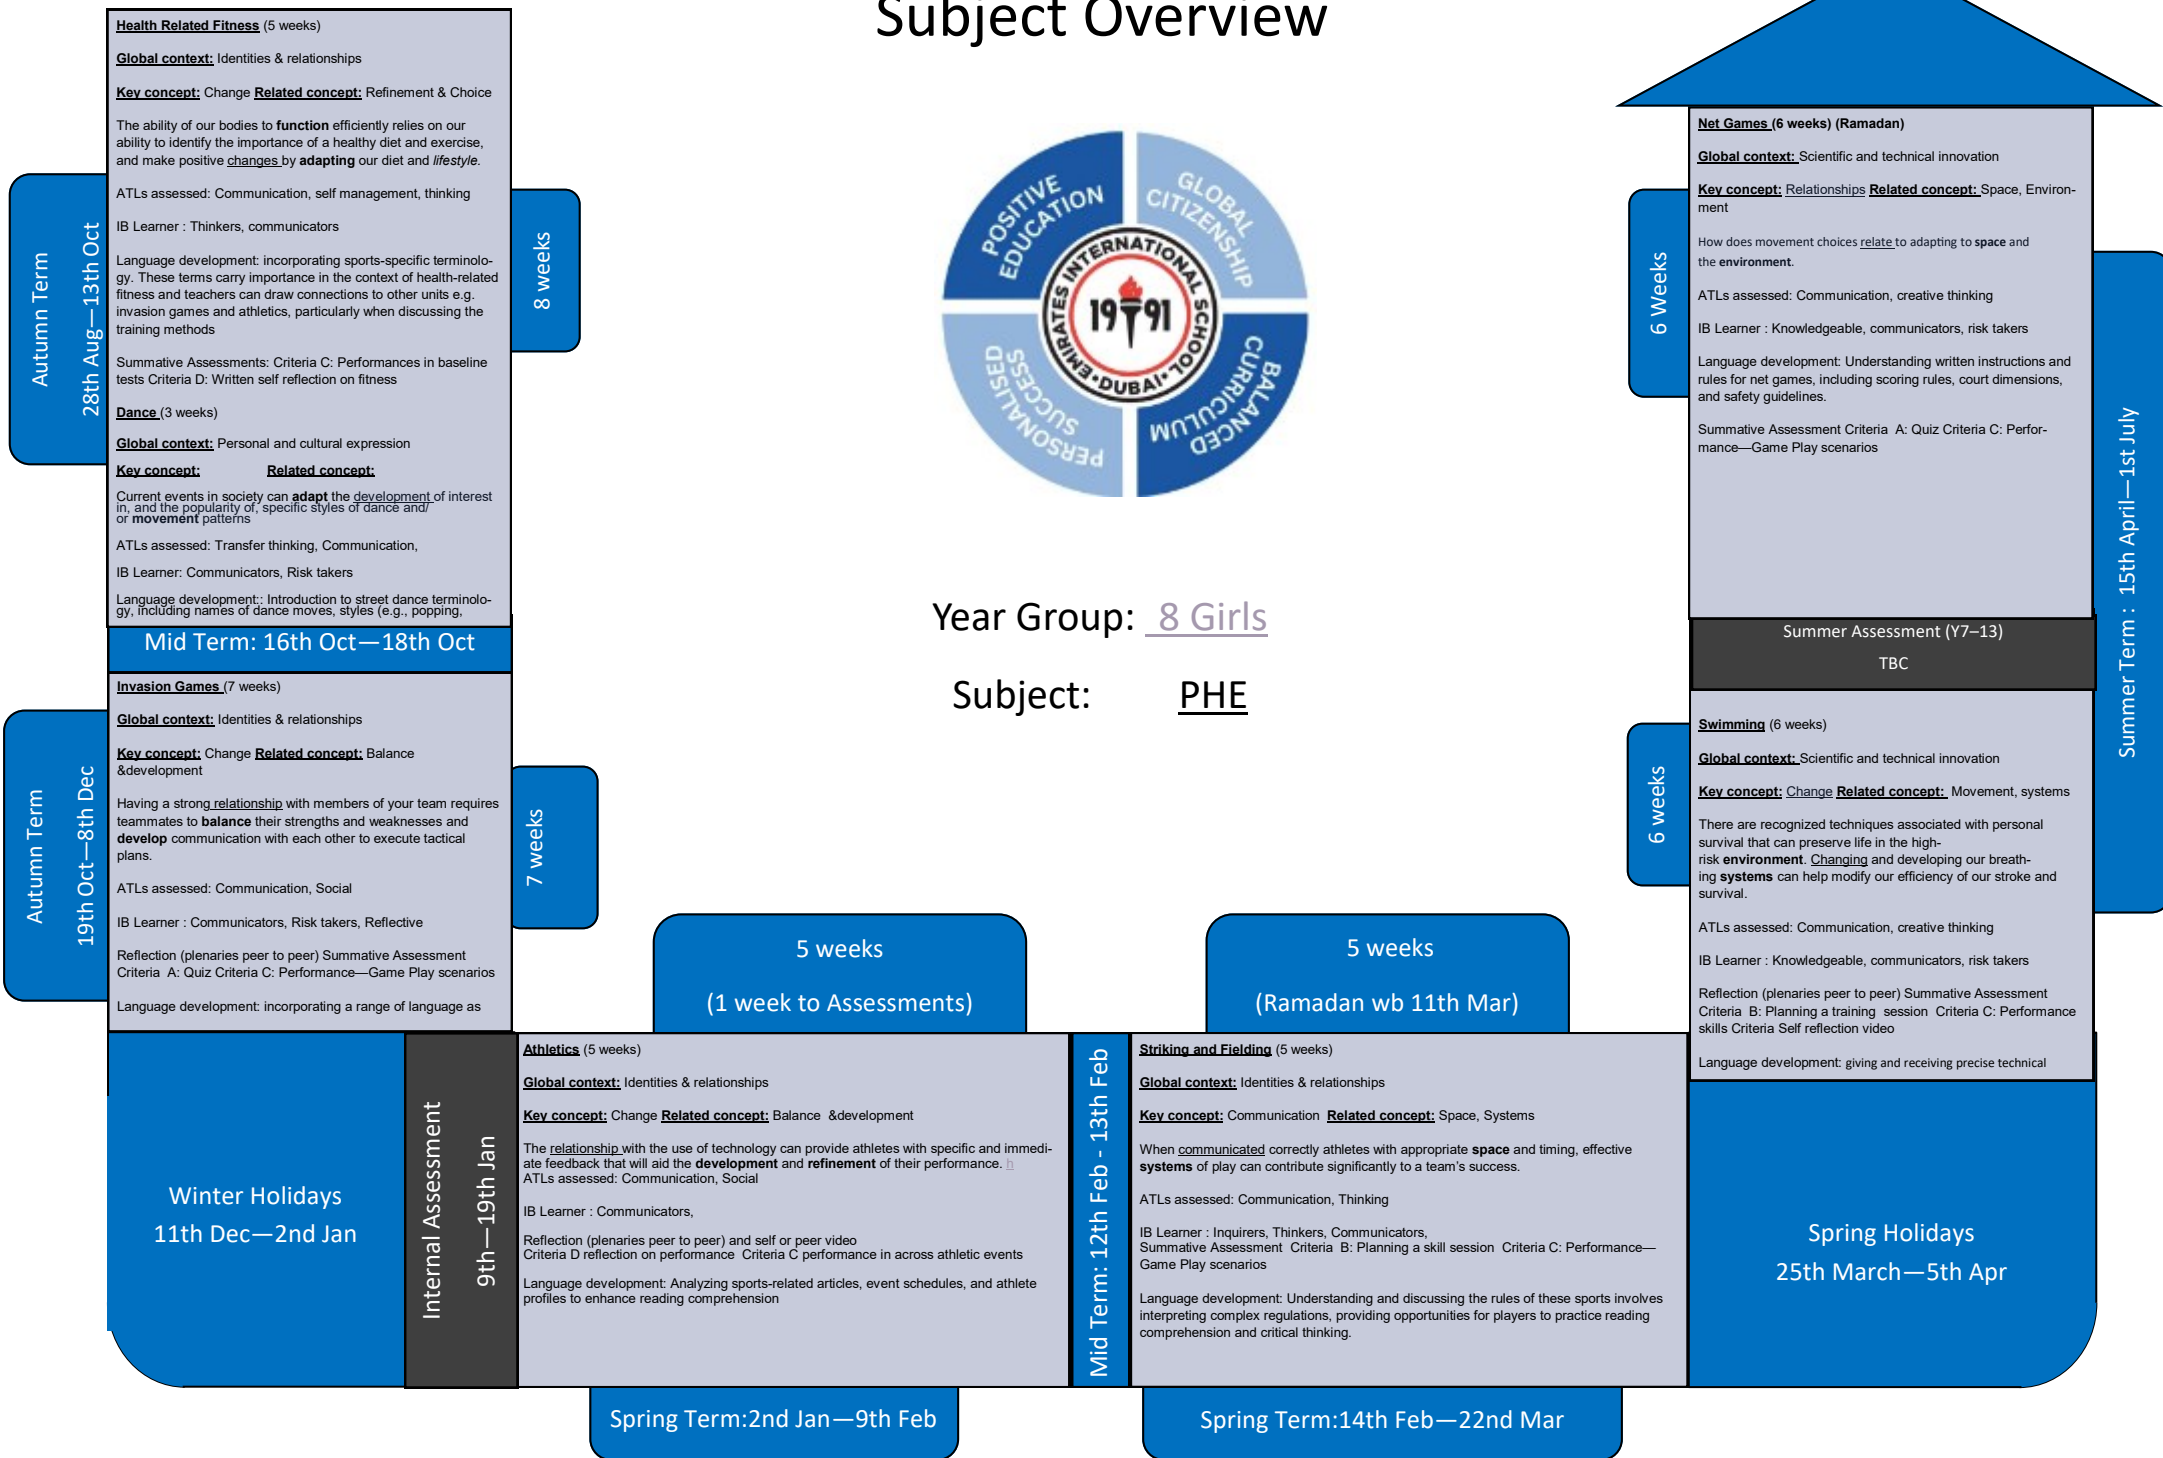 Subject Overview
Health Related Fitness (5 weeks)
Global context: Identities & relationships
Key concept: Change Related concept: Refinement & Choice
The ability of our bodies to function efficiently relies on our
ability to identify the importance of a healthy diet and exercise,
and make positive changes by adapting our diet and lifestyle.
ATLs assessed: Communication, self management, thinking
IB Learner : Thinkers, communicators
Language development: incorporating sports-specific terminolo-
gy. These terms carry importance in the context of health-related
fitness and teachers can draw connections to other units e.g.
invasion games and athletics, particularly when discussing the
training methods
Summative Assessments: Criteria C: Performances in baseline
tests Criteria D: Written self reflection on fitness
Dance (3 weeks)
Global context: Personal and cultural expression
Key concept: Related concept:
Current events in society can adapt the development of interest
in, and the popularity of, specific styles of dance and/
or movement patterns
ATLs assessed: Transfer thinking, Communication,
IB Learner: Communicators, Risk takers
Language development:: Introduction to street dance terminolo-
gy, including names of dance moves, styles (e.g., popping,
Autumn Term
28th Aug—13th Oct
8 weeks
Mid Term: 16th Oct—18th Oct
Invasion Games (7 weeks)
Global context: Identities & relationships
Key concept: Change Related concept: Balance
&development
Having a strong relationship with members of your team requires
teammates to balance their strengths and weaknesses and
develop communication with each other to execute tactical
plans.
ATLs assessed: Communication, Social
IB Learner : Communicators, Risk takers, Reflective
Reflection (plenaries peer to peer) Summative Assessment
Criteria A: Quiz Criteria C: Performance—Game Play scenarios
Language development: incorporating a range of language as
Autumn Term
19th Oct—8th Dec
7 weeks
Winter Holidays
11th Dec—2nd Jan
Internal Assessment
9th—19th Jan
5 weeks
(1 week to Assessments)
Athletics (5 weeks)
Global context: Identities & relationships
Key concept: Change Related concept: Balance &development
The relationship with the use of technology can provide athletes with specific and immedi-
ate feedback that will aid the development and refinement of their performance. h
ATLs assessed: Communication, Social
IB Learner : Communicators,
Reflection (plenaries peer to peer) and self or peer video
Criteria D reflection on performance Criteria C performance in across athletic events
Language development: Analyzing sports-related articles, event schedules, and athlete
profiles to enhance reading comprehension
Spring Term:2nd Jan—9th Feb
Mid Term: 12th Feb - 13th Feb
5 weeks
(Ramadan wb 11th Mar)
Striking and Fielding (5 weeks)
Global context: Identities & relationships
Key concept: Communication Related concept: Space, Systems
When communicated correctly athletes with appropriate space and timing, effective
systems of play can contribute significantly to a team's success.
ATLs assessed: Communication, Thinking
IB Learner : Inquirers, Thinkers, Communicators,
Summative Assessment Criteria B: Planning a skill session Criteria C: Performance—
Game Play scenarios
Language development: Understanding and discussing the rules of these sports involves
interpreting complex regulations, providing opportunities for players to practice reading
comprehension and critical thinking.
Spring Term:14th Feb—22nd Mar
Spring Holidays
25th March—5th Apr
POSITIVE
EDUCATION
GLOBAL
CITIZENSHIP
BALANCED
CURRICULUM
PERSONALISED
SUCCESS
EMIRATES INTERNATIONAL SCHOOL
•DUBAI•
1991
Year Group: 8 Girls
Subject: PHE
Net Games (6 weeks) (Ramadan)
Global context: Scientific and technical innovation
Key concept: Relationships Related concept: Space, Environ-
ment
How does movement choices relate to adapting to space and
the environment.
ATLs assessed: Communication, creative thinking
IB Learner : Knowledgeable, communicators, risk takers
Language development: Understanding written instructions and
rules for net games, including scoring rules, court dimensions,
and safety guidelines.
Summative Assessment Criteria A: Quiz Criteria C: Perfor-
mance—Game Play scenarios
6 Weeks
Summer Assessment (Y7–13)
TBC
Swimming (6 weeks)
Global context: Scientific and technical innovation
Key concept: Change Related concept: Movement, systems
There are recognized techniques associated with personal
survival that can preserve life in the high-
risk environment. Changing and developing our breath-
ing systems can help modify our efficiency of our stroke and
survival.
ATLs assessed: Communication, creative thinking
IB Learner : Knowledgeable, communicators, risk takers
Reflection (plenaries peer to peer) Summative Assessment
Criteria B: Planning a training session Criteria C: Performance
skills Criteria Self reflection video
Language development: giving and receiving precise technical
6 weeks
Summer Term : 15th April—1st July